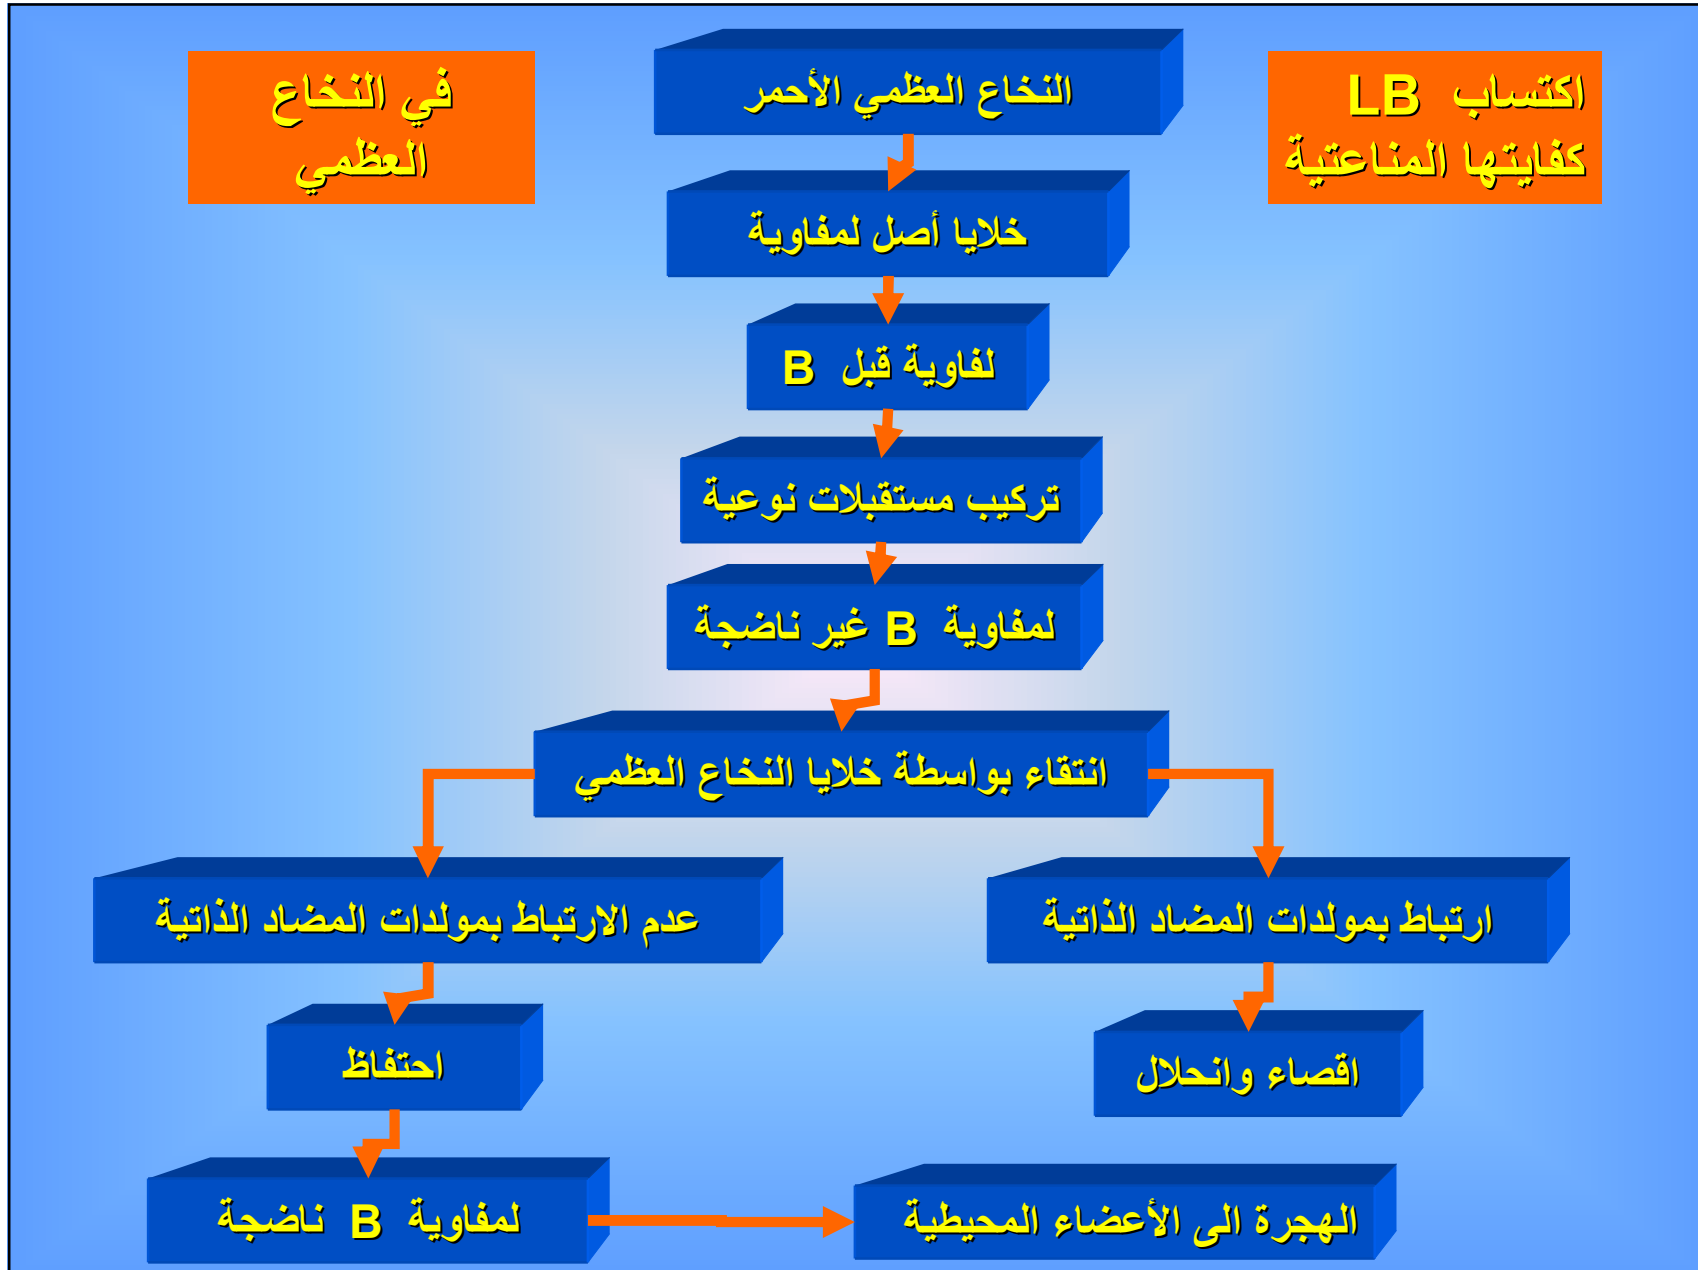 اكتساب LB
كفايتها المناعتية
في النخاع
العظمي
النخاع العظمي الأحمر
خلايا أصل لمفاوية
لفاوية قبل B
تركيب مستقبلات نوعية
لمفاوية B غير ناضجة
انتقاء بواسطة خلايا النخاع العظمي
ارتباط بمولدات المضاد الذاتية
عدم الارتباط بمولدات المضاد الذاتية
اقصاء وانحلال
احتفاظ
لمفاوية B ناضجة
الهجرة الى الأعضاء المحيطية